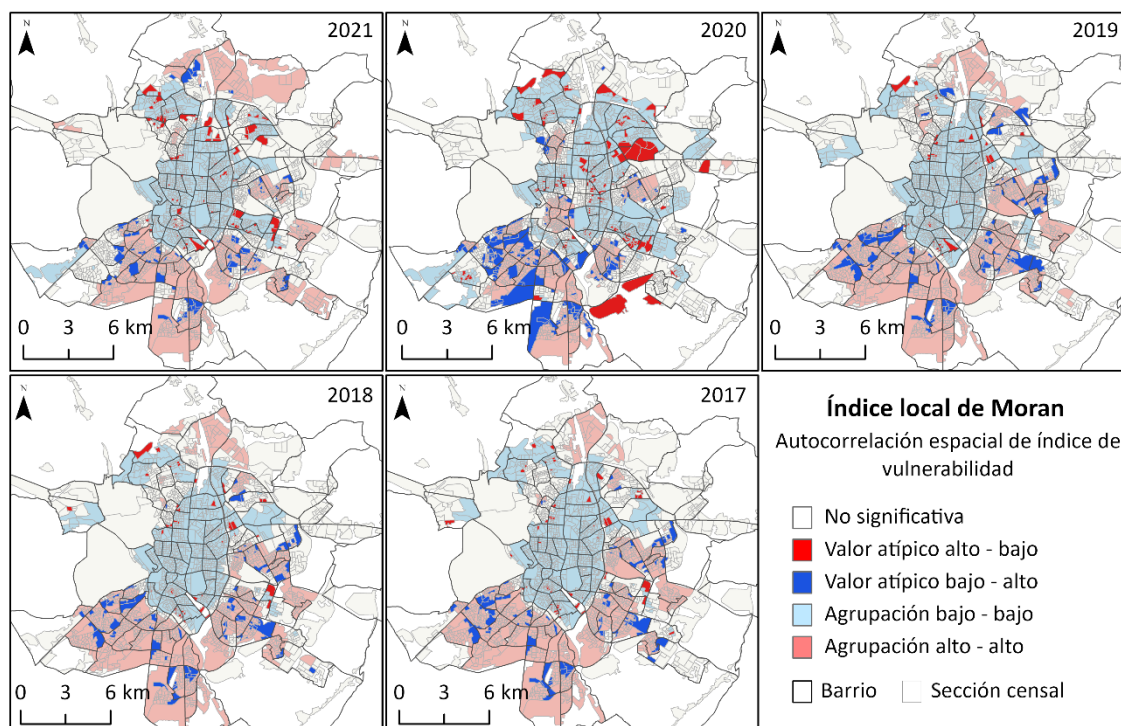 N
2021
0 3 6 km
N
2020
0 3 6 km
N
2019
0 3 6 km
N
2018
0 3 6 km
N
2017
0 3 6 km
Índice local de Moran
Autocorrelación espacial de índice de
vulnerabilidad
No significativa
Valor atípico alto - bajo
Valor atípico bajo - alto
Agrupación bajo - bajo
Agrupación alto - alto
Barrio Sección censal